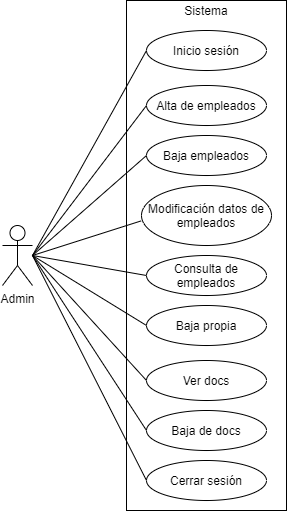 Sistema
Inicio sesión
Alta de empleados
Baja empleados
Modificación datos de
empleados
Consulta de
empleados
Admin
Baja propia
Ver docs
Baja de docs
Cerrar sesión